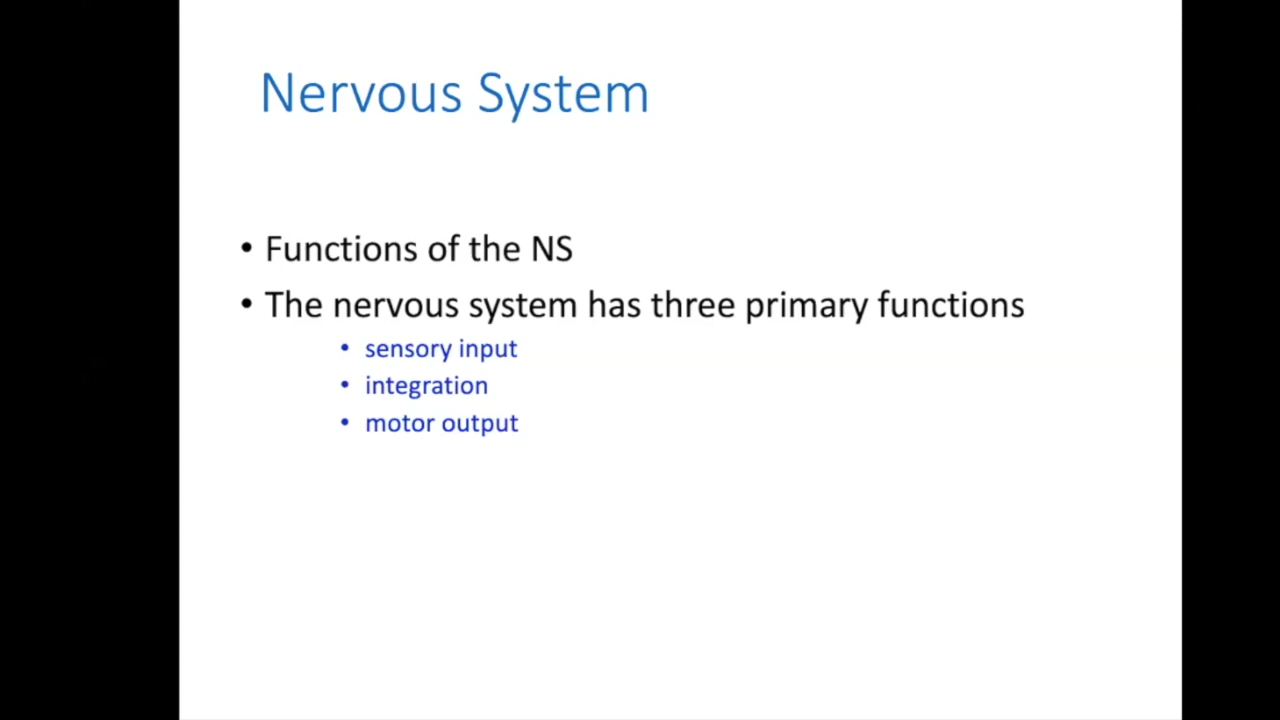 Nervous System
• Functions of the NS
• The nervous system has three primary functions
• sensory input
• integration
• motor output